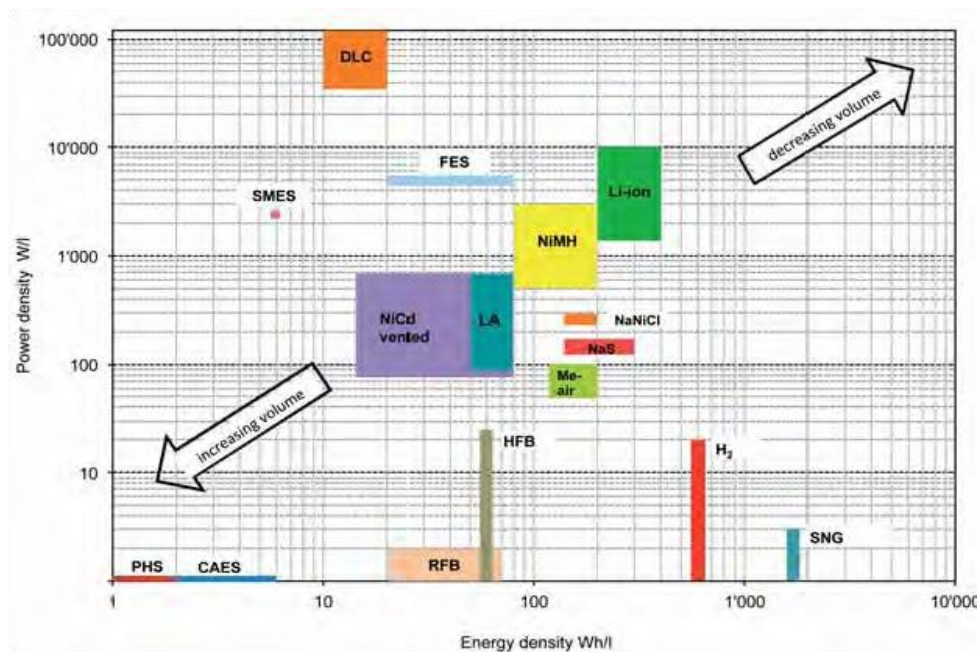 100'000
DLC
decreasing volume
10'000
FES
SMES
Li-ion
NiMH
Power density W/l
1'000
NiCd
vented
LA
NaNiCl
NaS
100
Me-
air
increasing volume
HFB
H₂
10
SNG
PHS
CAES
RFB
1
10
100
1'000
10'000
Energy density Wh/l